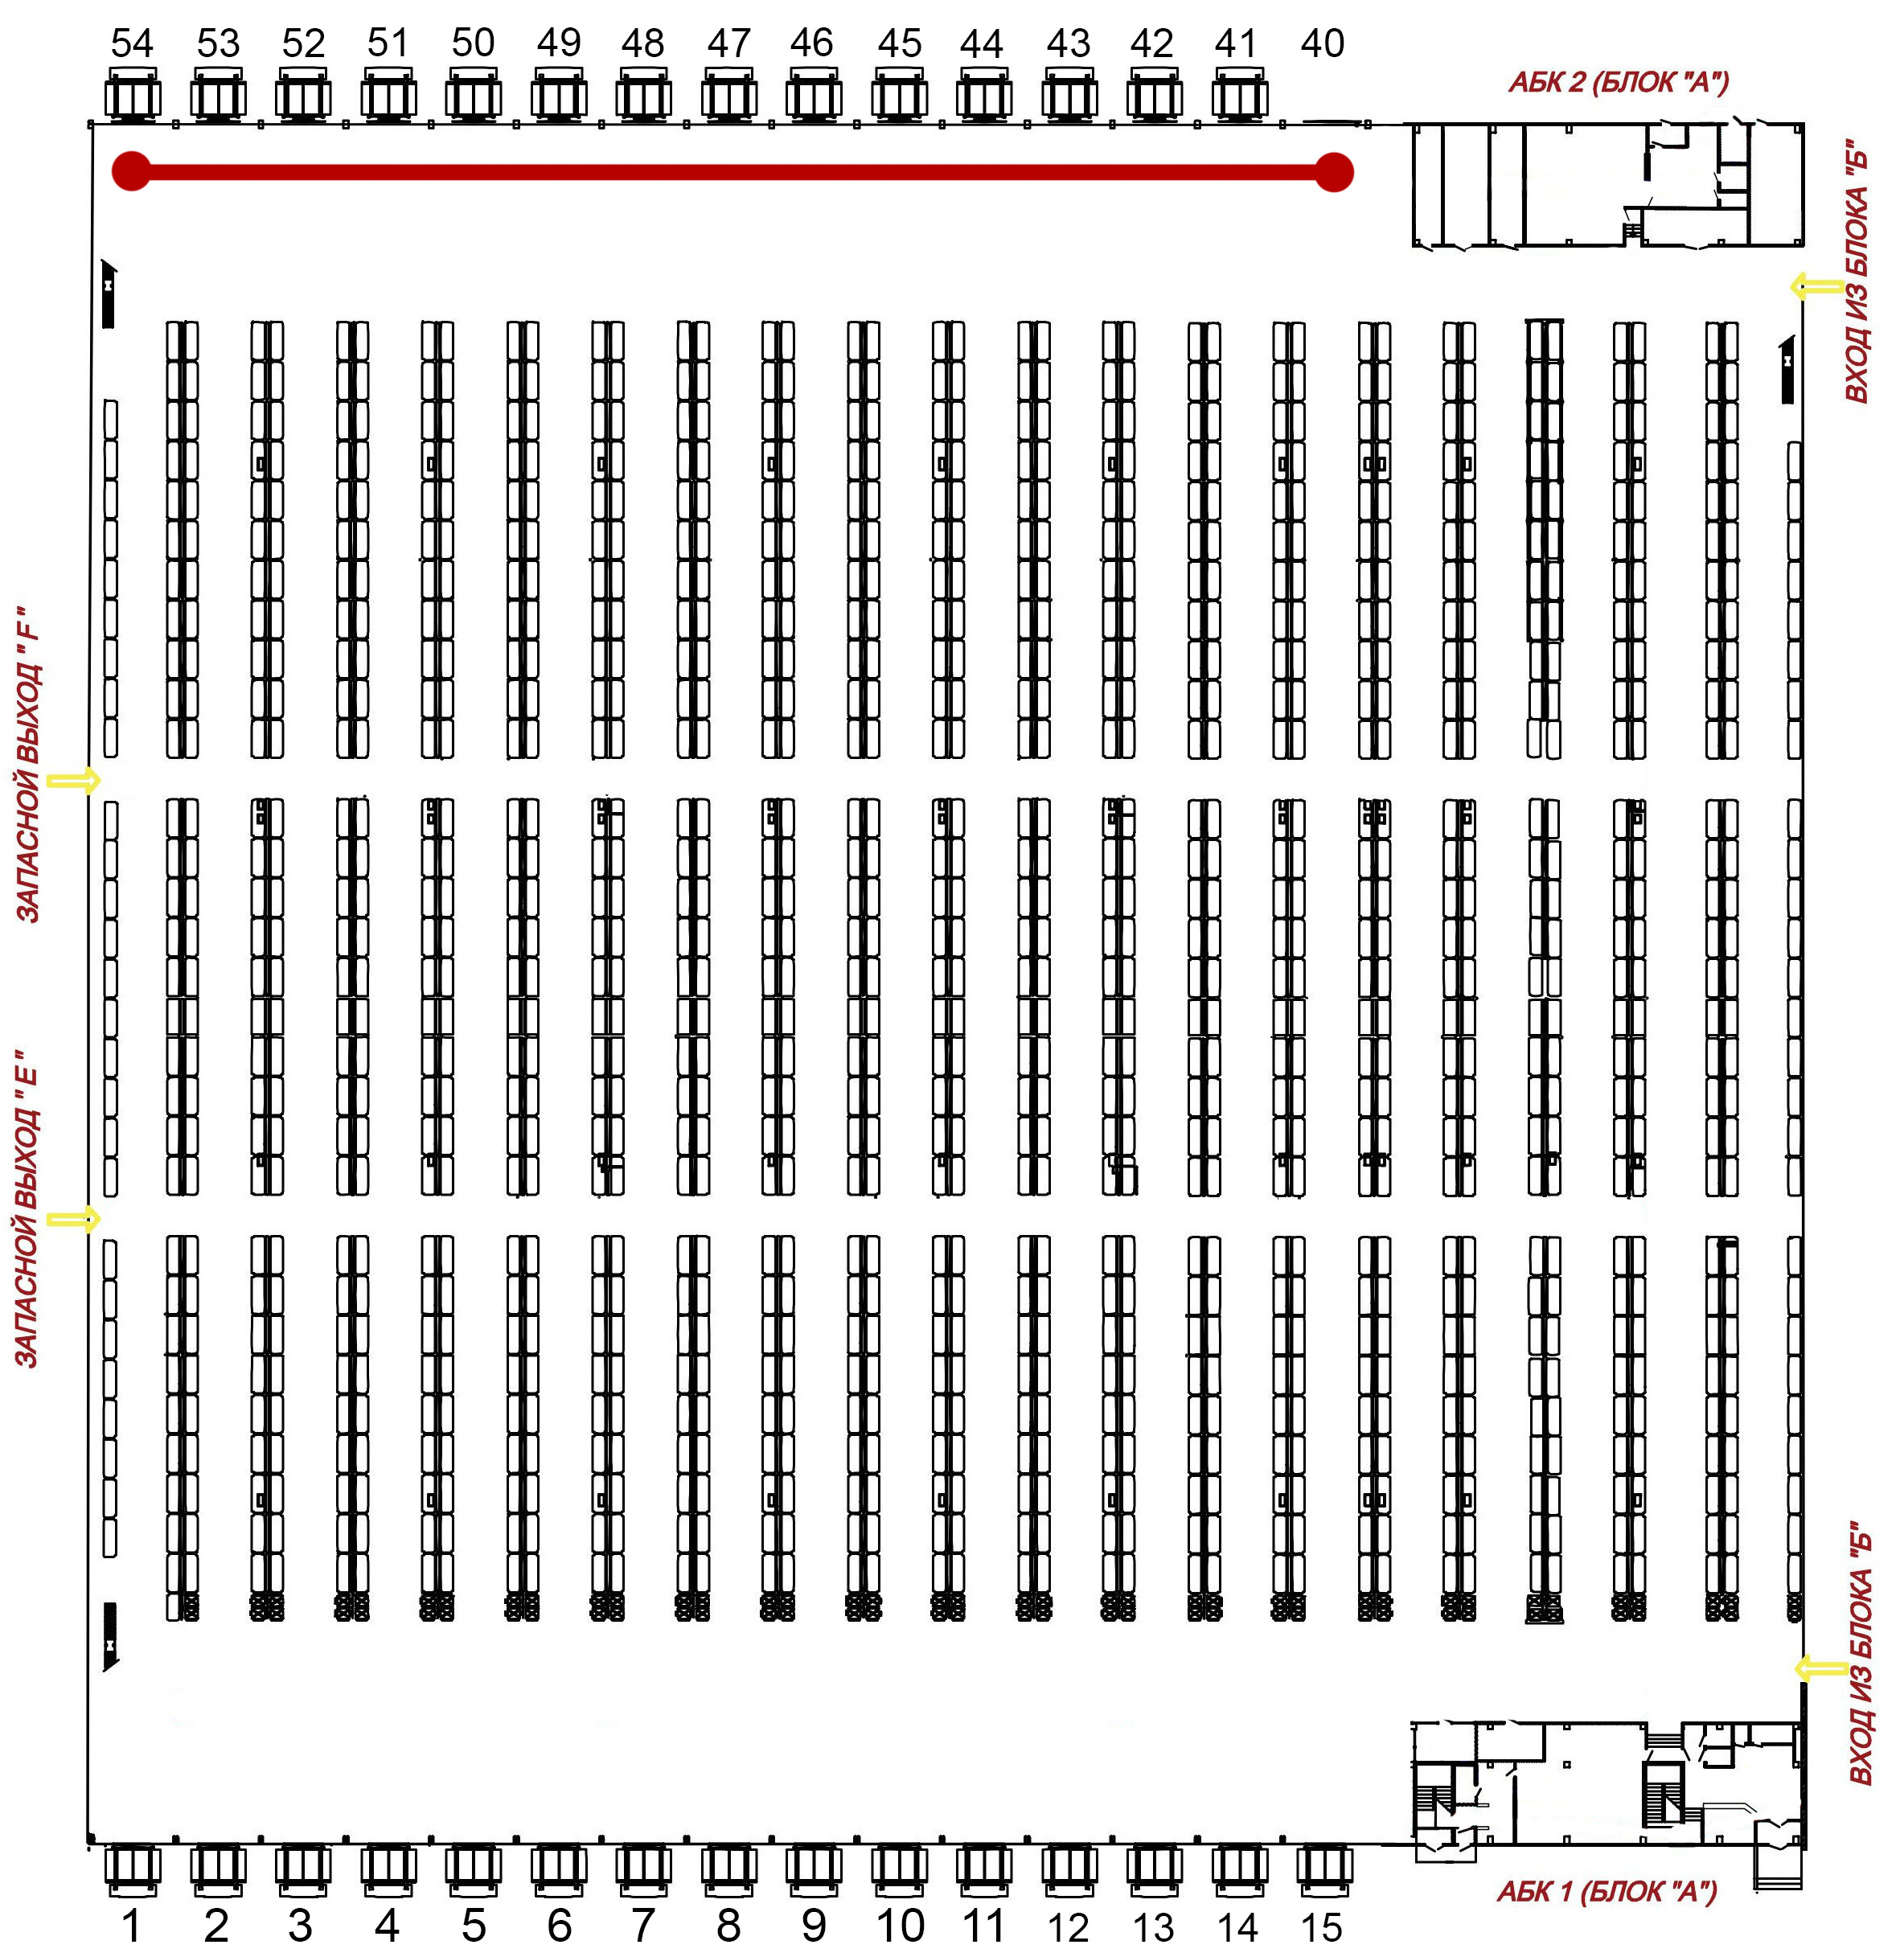 54 53 52 51 50 49 48 47 46 45 44 43 42 41 40
АБК 2 (БЛОК "А")
ВХОД ИЗ БЛОКА "Б"
ЗАПАСНОЙ ВЫХОД " F "
ЗАПАСНОЙ ВЫХОД " Е "
ВХОД ИЗ БЛОКА "Б"
АБК 1 (БЛОК "А")
1 2 3 4 5 6 7 8 9 10 11 12 13 14 15